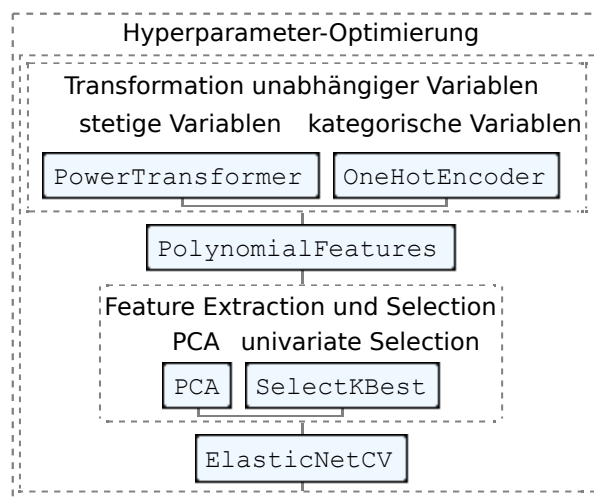 Hyperparameter-Optimierung
Transformation unabhängiger Variablen
stetige Variablen kategorische Variablen
PowerTransformer OneHotEncoder
PolynomialFeatures
Feature Extraction und Selection
PCA univariate Selection
PCA SelectKBest
ElasticNetCV